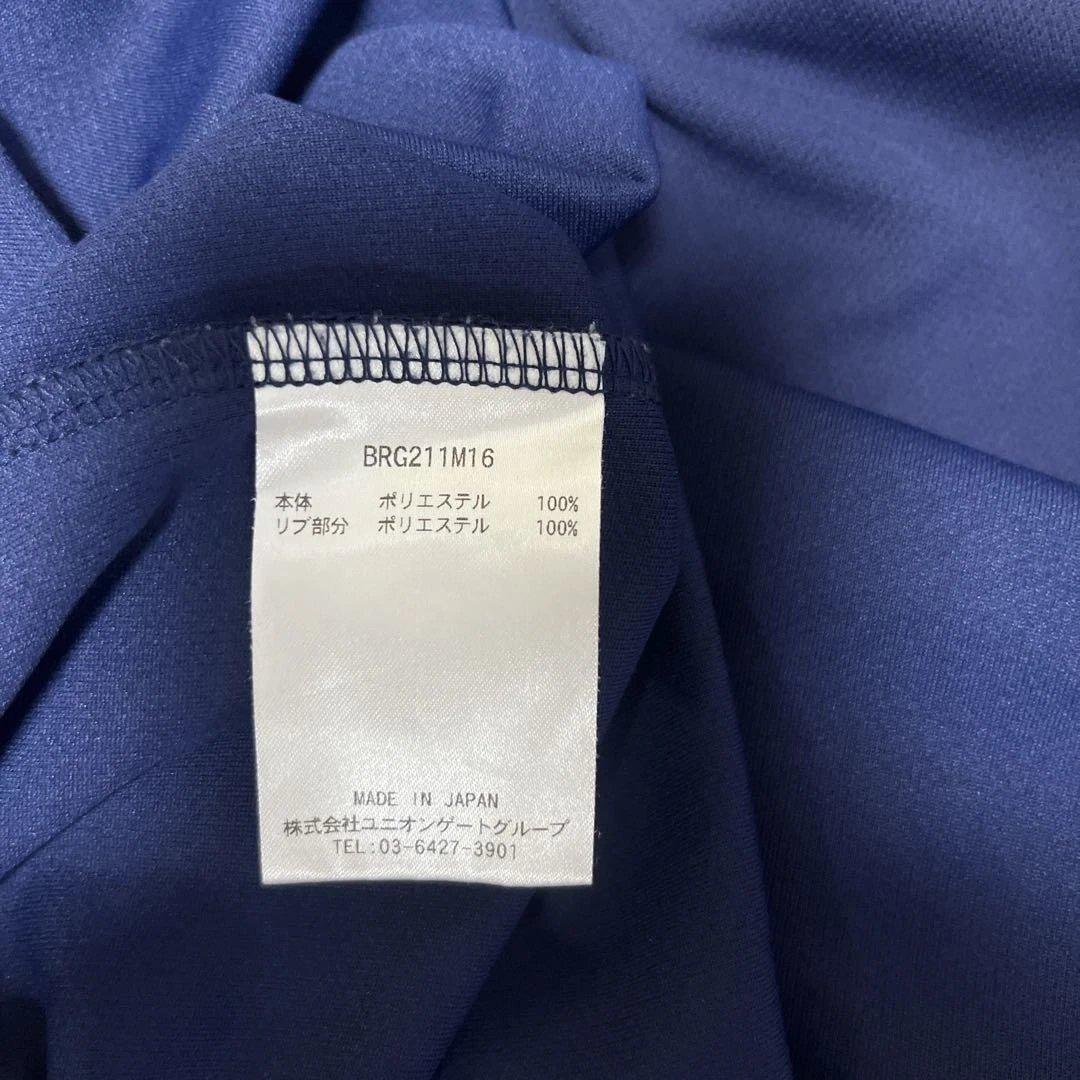 BRG211M16
本体 ポリエステル 100%
リブ部分 ポリエステル 100%
MADE IN JAPAN
株式会社ユニオンゲートグループ
TEL:03-6427-3901